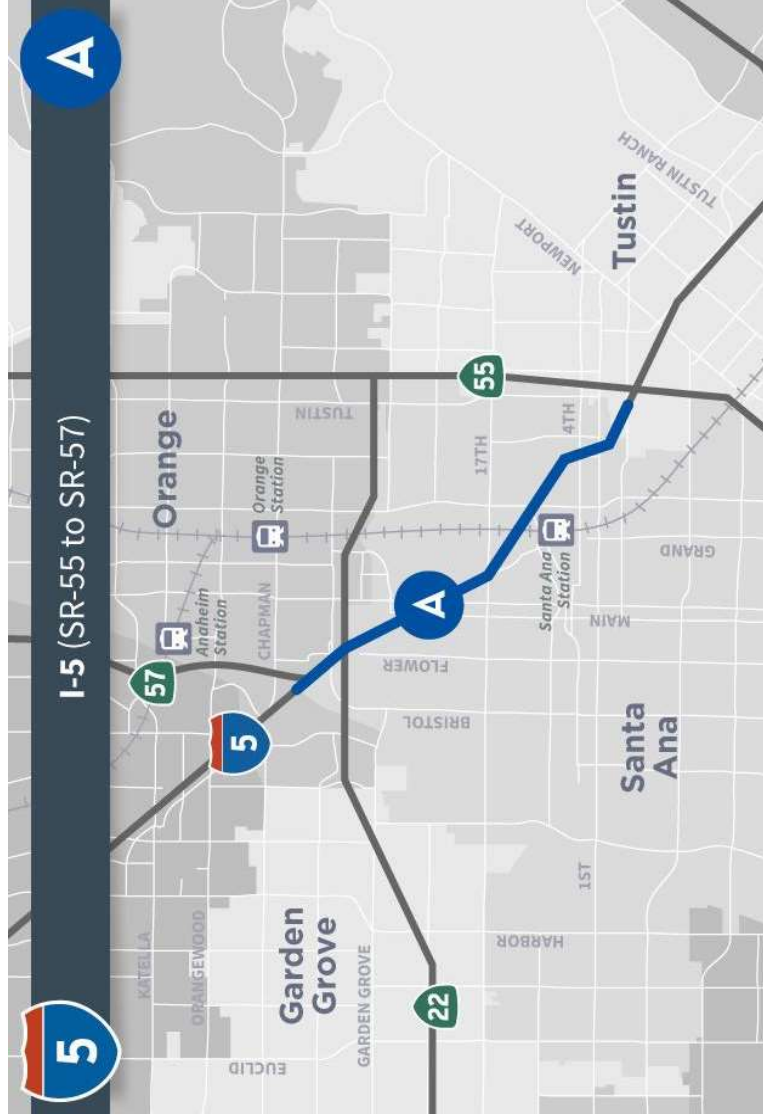 5
I-5 (SR-55 to SR-57)
A
57
5
55
22
A
Orange
Garden
Grove
Santa
Ana
Tustin
Anaheim
Station
Orange
Station
Santa Ana
Station
KATELLA
ORANGEWOOD
CHAPMAN
TUSTIN
EUCLID
GARDEN GROVE
HARBOR
BRISTOL
FLOWER
MAIN
GRAND
17TH
4TH
1ST
NEWPORT
TUSTIN RANCH